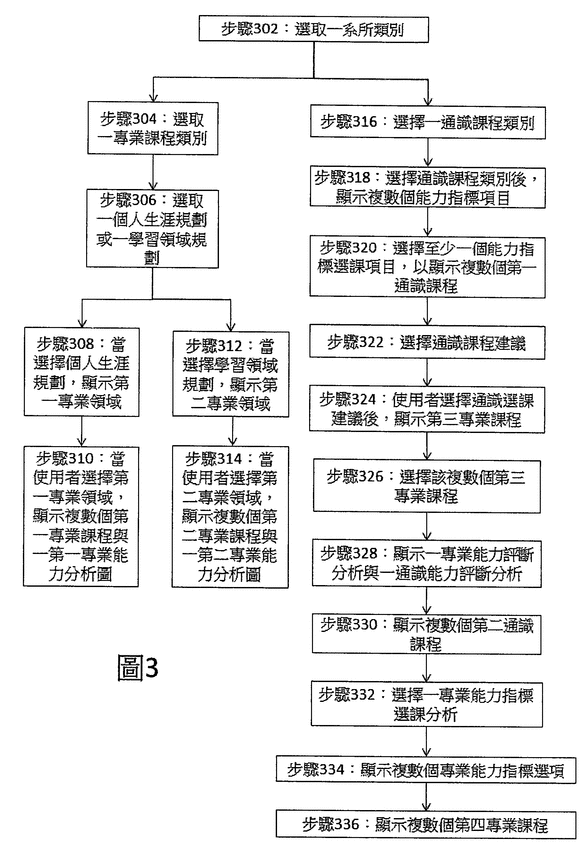 步驟302：選取一系所類別
步驟304：選取
一專業課程類別
步驟306：選取
一個人生涯規劃
或一學習領域規
劃
步驟308：當
選擇個人生涯
規劃，顯示第
一專業領域
步驟310：當
使用者選擇第
一專業領域，
顯示複數個第
一專業課程與
一第一專業能
力分析圖
步驟312：當
選擇學習領域
規劃，顯示第
二專業領域
步驟314：當
使用者選擇第
二專業領域，
顯示複數個第
二專業課程與
一第二專業能
力分析圖
步驟316：選擇一通識課程類別
步驟318：選擇通識課程類別後，
顯示複數個能力指標項目
步驟320：選擇至少一個能力指
標選課項目，以顯示複數個第一
通識課程
步驟322：選擇通識課程建議
步驟324：使用者選擇通識選課
建議後，顯示第三專業課程
步驟326：選擇該複數個第三
專業課程
步驟328：顯示一專業能力評斷
分析與一通識能力評斷分析
步驟330：顯示複數個第二通識
課程
步驟332：選擇一專業能力指標
選課分析
步驟334：顯示複數個專業能力指標選項
步驟336：顯示複數個第四專業課程
圖3